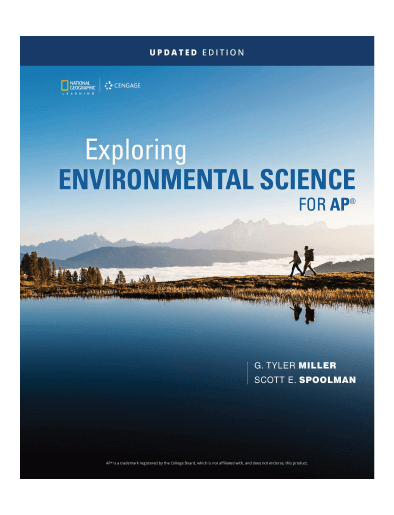 UPDATED EDITION
NATIONAL
GEOGRAPHIC
LEARNING
CENGAGE
Exploring
ENVIRONMENTAL SCIENCE
FOR AP®
G. TYLER MILLER
SCOTT E. SPOOLMAN
AP® is a trademark registered by the College Board, which is not affiliated with, and does not endorse, this product.